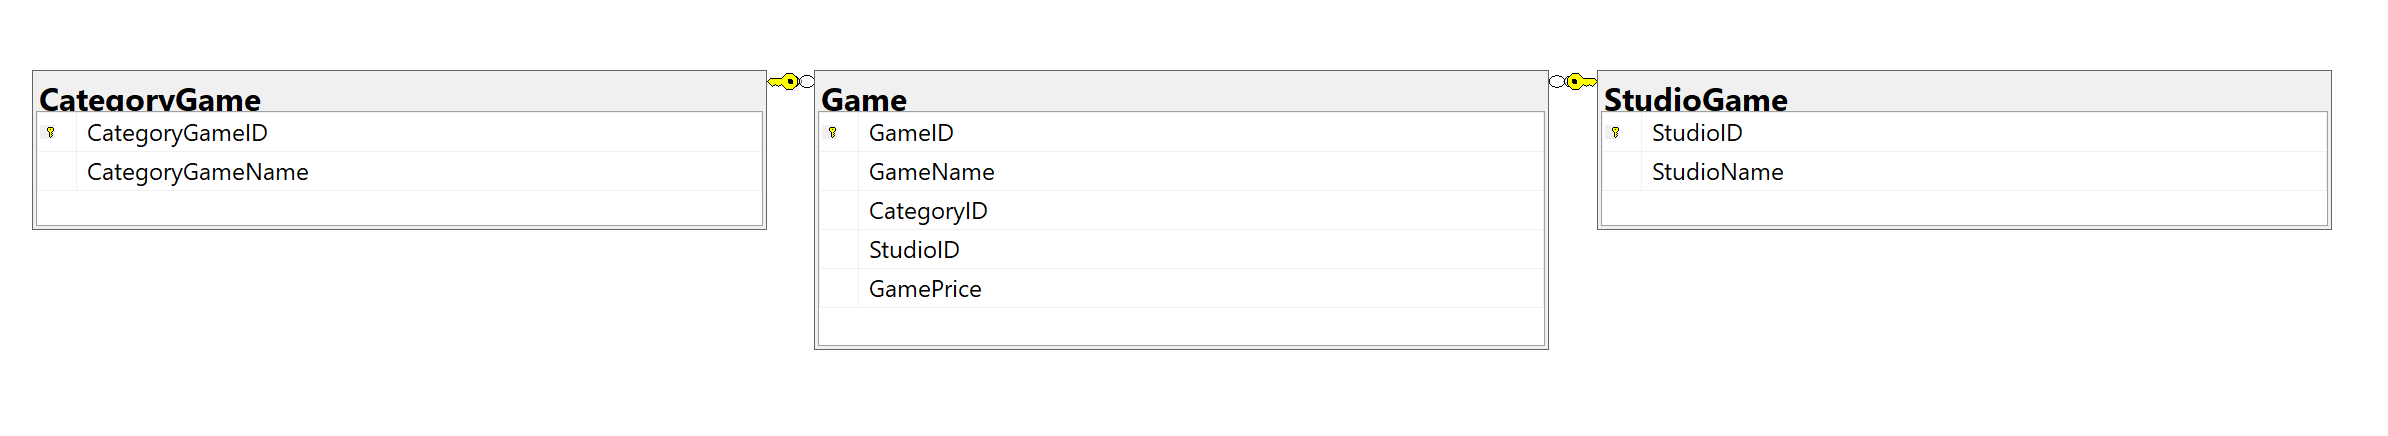 CategoryGame
CategoryGameID
CategoryGameName
Game
GameID
GameName
CategoryID
StudioID
GamePrice
StudioGame
StudioID
StudioName